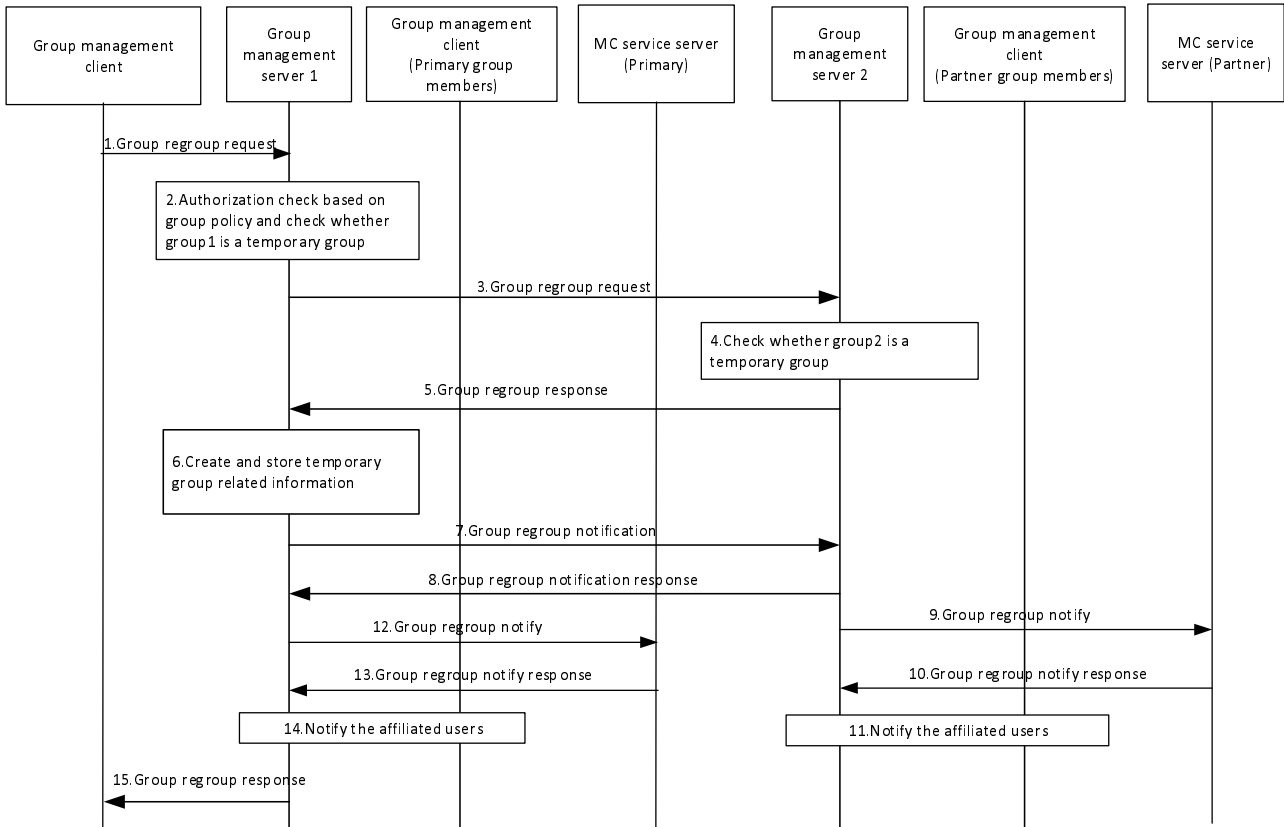 Group management
client
Group
management
server 1
Group management
client
(Primary group
members)
MC service server
(Primary)
Group
management
server 2
Group management
client
(Partner group members)
MC service
server (Partner)
1.Group regroup request
2.Authorization check based on
group policy and check whether
group1 is a temporary group
3.Group regroup request
4.Check whether group2 is a
temporary group
5.Group regroup response
6.Create and store temporary
group related information
7.Group regroup notification
8.Group regroup notification response
9.Group regroup notify
12.Group regroup notify
13.Group regroup notify response
10.Group regroup notify response
14.Notify the affiliated users
11.Notify the affiliated users
15.Group regroup response